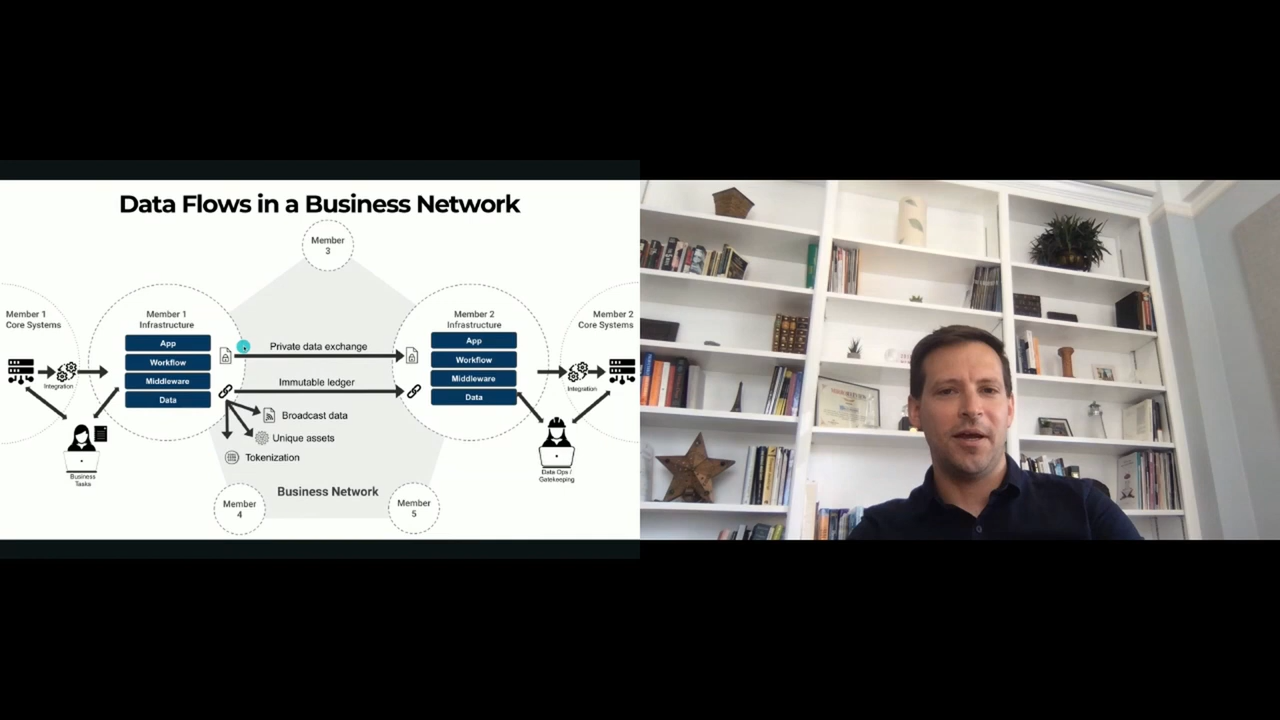 Data Flows in a Business Network
Member
3
Member 1
Core Systems
Member 1
Infrastructure
App
Workflow
Middleware
Data
Integration
Business
Tasks
Private data exchange
Immutable ledger
Broadcast data
Unique assets
Tokenization
Business Network
Member 2
Infrastructure
App
Workflow
Middleware
Data
Member 2
Core Systems
Integration
Data Ops /
Gatekeeping
Member
4
Member
5